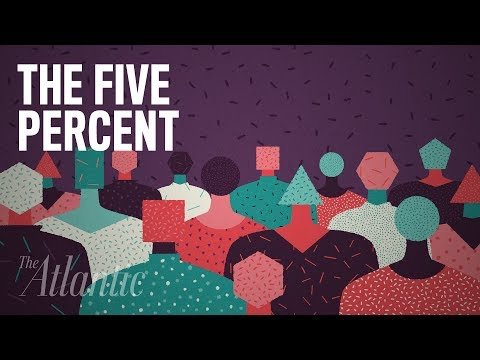 THE FIVE
PERCENT
The
Atlantic